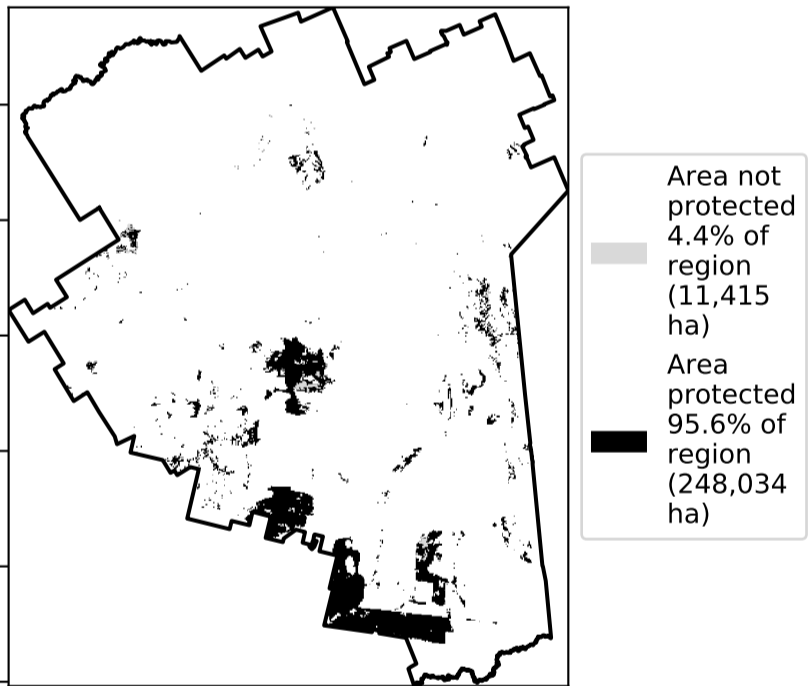 Area not
protected
4.4% of
region
(11,415
ha)
Area
protected
95.6% of
region
(248,034
ha)